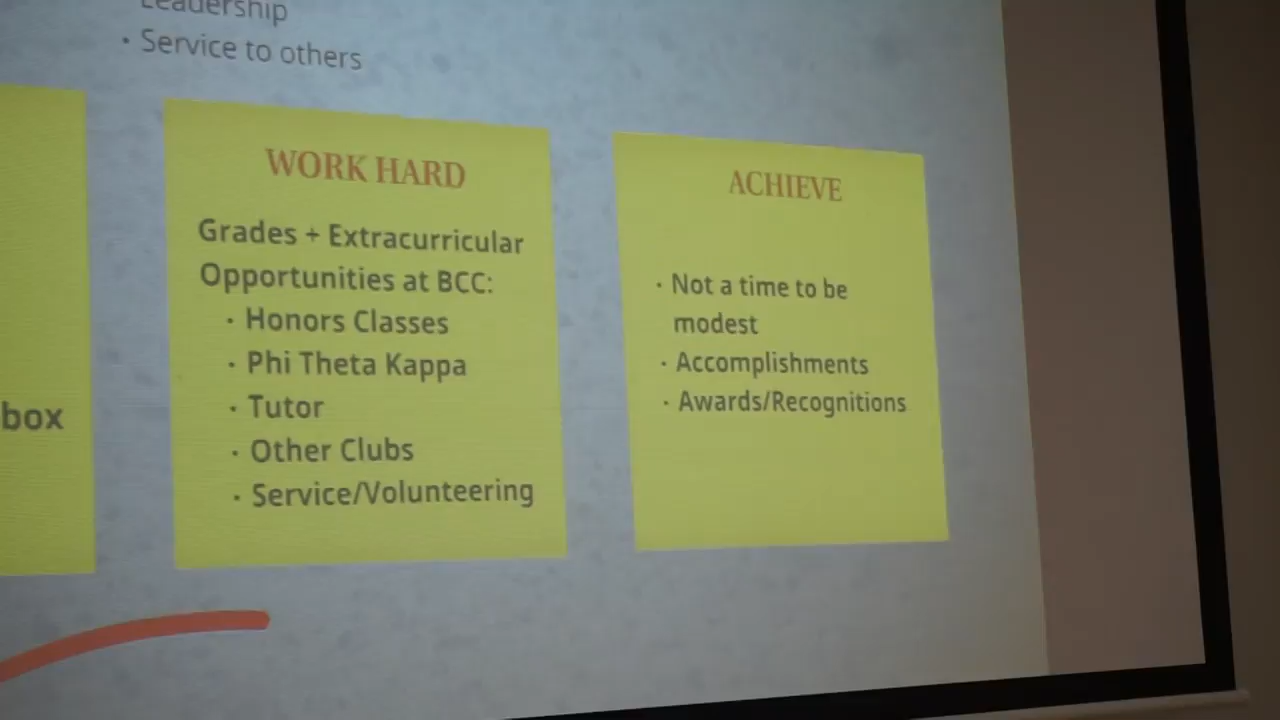 Leadership
· Service to others
box
WORK HARD
Grades + Extracurricular
Opportunities at BCC:
· Honors Classes
· Phi Theta Kappa
· Tutor
· Other Clubs
· Service/Volunteering
ACHIEVE
· Not a time to be
modest
· Accomplishments
· Awards/Recognitions